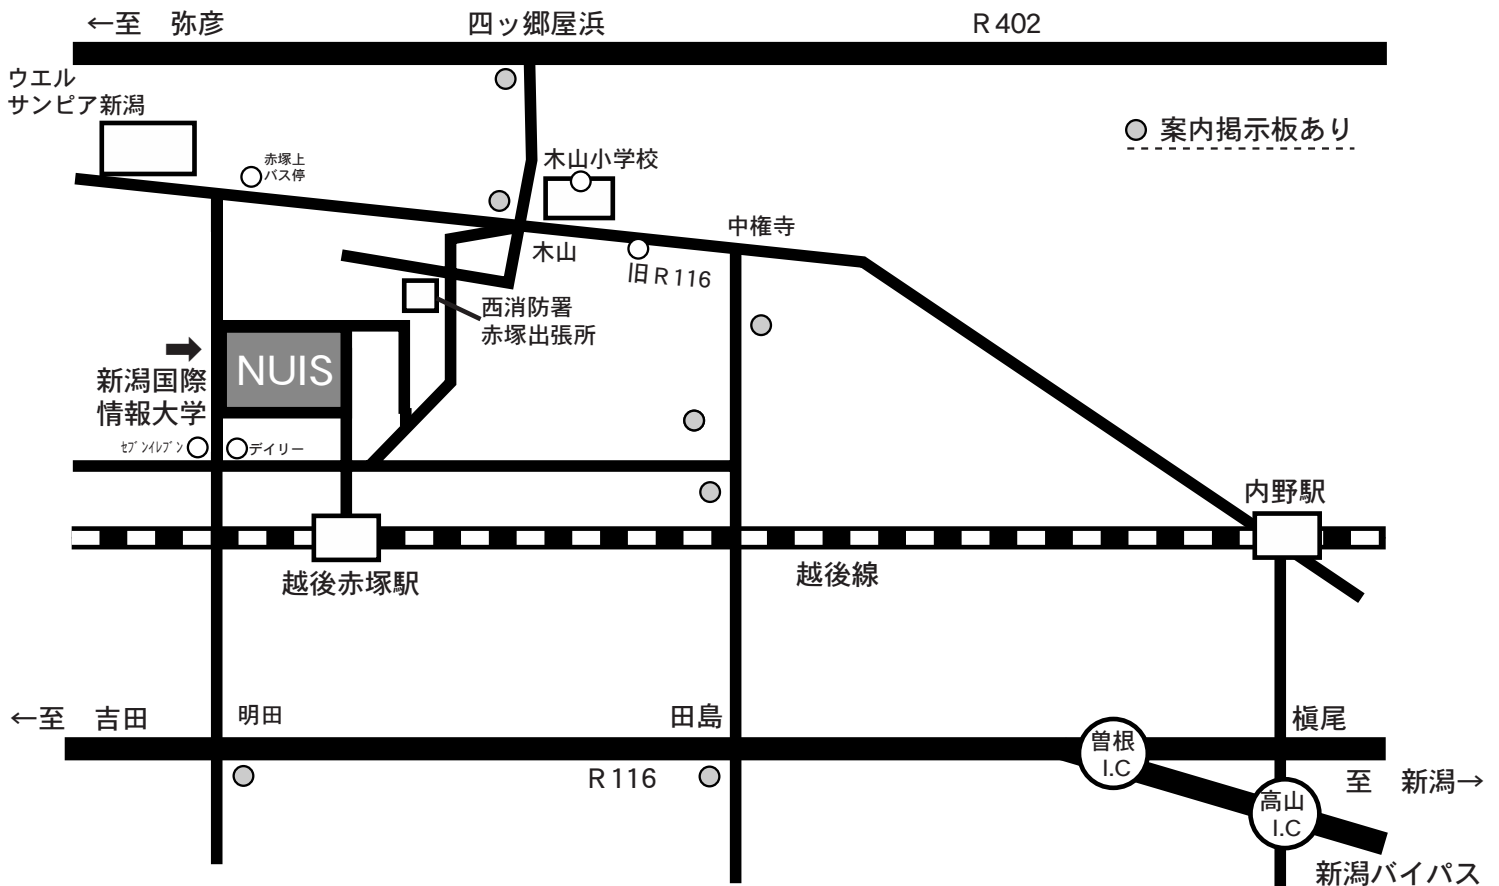 ←至　弥彦
四ッ郷屋浜
R 402
ウエル
サンピア新潟
案内掲示板あり
赤塚上
バス停
木山小学校
中権寺
木山
旧 R 116
西消防署
赤塚出張所
NUIS
新潟国際
情報大学
ｾﾌﾞﾝｲﾚﾌﾞﾝ
デイリー
内野駅
越後赤塚駅
越後線
←至　吉田
明田
田島
槇尾
曽根
I.C
R 116
至　新潟→
高山
I.C
新潟バイパス